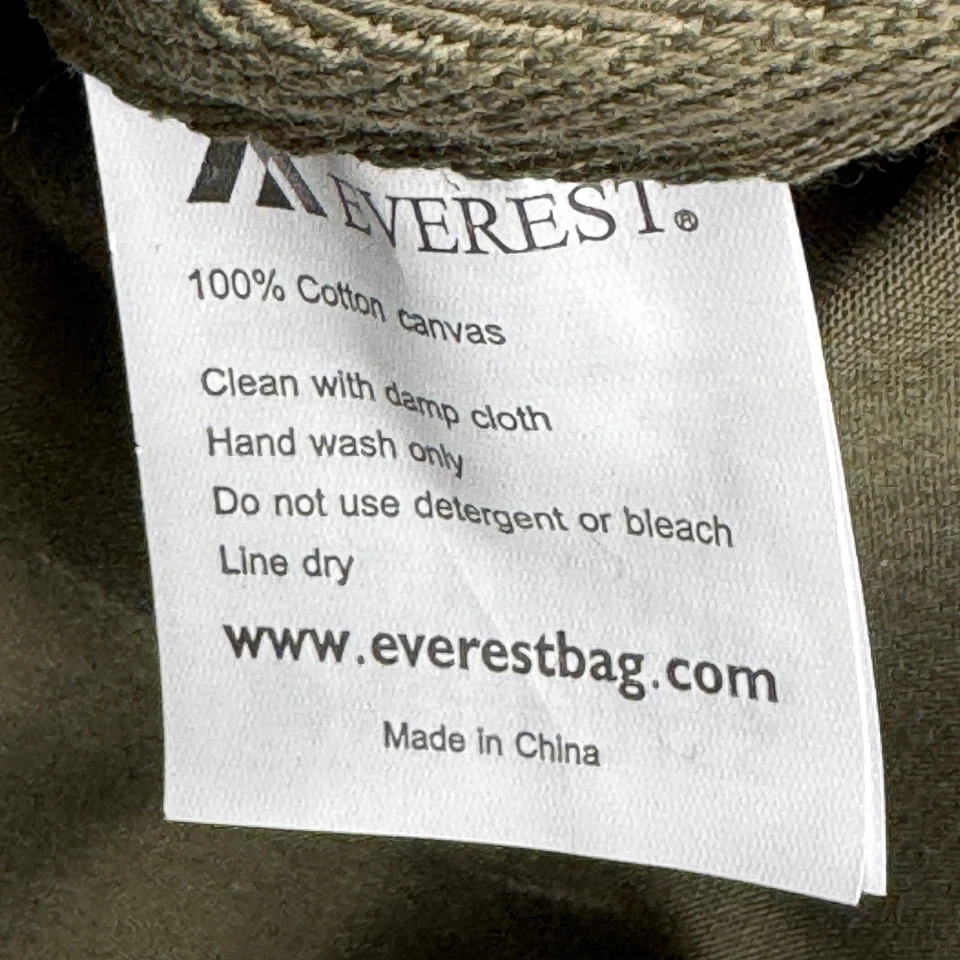 EVEREST®
100% Cotton canvas
Clean with damp cloth
Hand wash only
Do not use detergent or bleach
Line dry
www.everestbag.com
Made in China